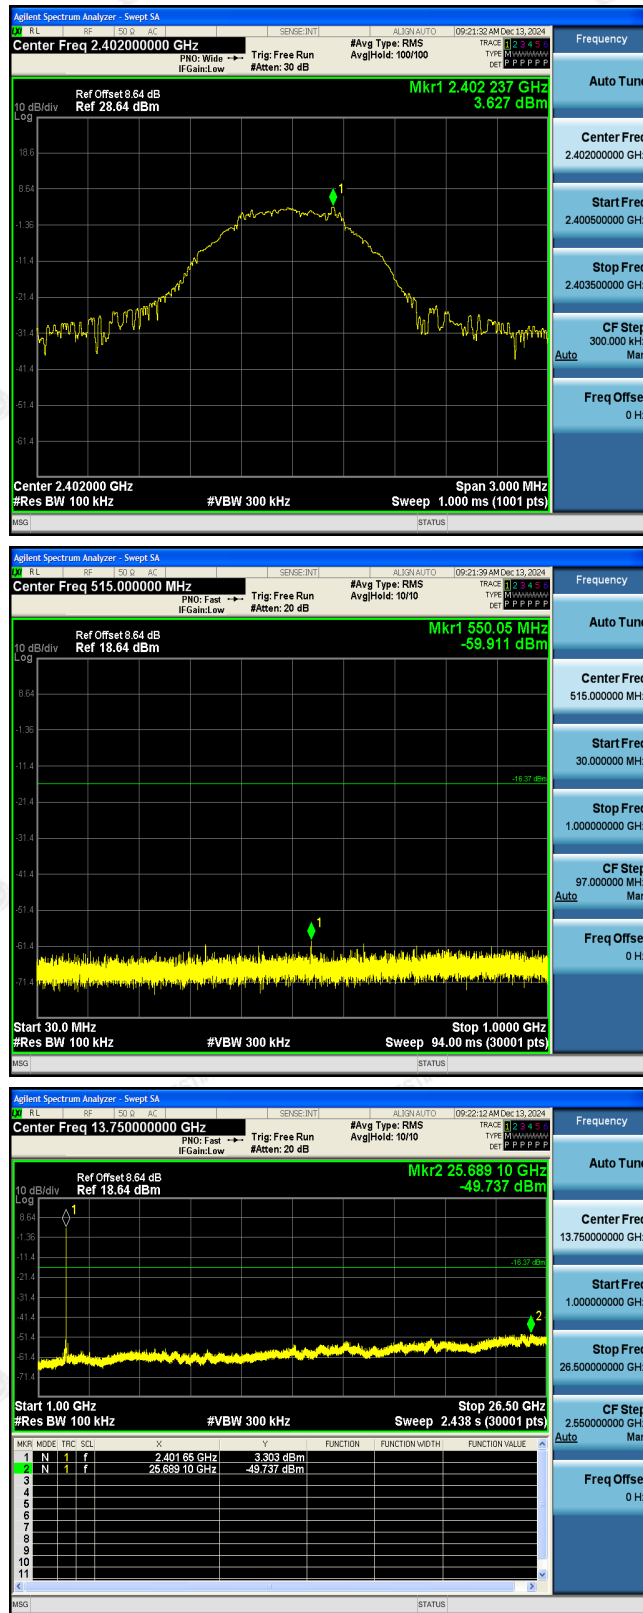 Agilent Spectrum Analyzer - Swept SA
LXI RL RF 50 Ω AC SENSE:INT ALIGN AUTO 09:21:32 AM Dec 13, 2024
Center Freq 2.402000000 GHz
#Avg Type: RMS
TRACE 1 2 3 4 5 6
PNO: Wide
Trig: Free Run
Avg|Hold: 100/100
TYPE M
IFGain:Low
#Atten: 30 dB
DET P P P P P P
Frequency
Auto Tune
Center Freq
2.402000000 GHz
Start Freq
2.400500000 GHz
Stop Freq
2.403500000 GHz
CF Step
300.000 kHz
Auto Man
Freq Offset
0 Hz
Ref Offset 8.64 dB
Mkr1 2.402 237 GHz
10 dB/div Ref 28.64 dBm
3.627 dBm
Log
1
18.6
8.64
-1.36
-11.4
-21.4
-31.4
-41.4
-51.4
-61.4
Center 2.402000 GHz
Span 3.000 MHz
#Res BW 100 kHz
#VBW 300 kHz
Sweep 1.000 ms (1001 pts)
MSG
STATUS
Agilent Spectrum Analyzer - Swept SA
LXI RL RF 50 Ω AC SENSE:INT ALIGN AUTO 09:21:39 AM Dec 13, 2024
Center Freq 515.000000 MHz
#Avg Type: RMS
TRACE 1 2 3 4 5 6
PNO: Fast
Trig: Free Run
Avg|Hold: 10/10
TYPE M
IFGain:Low
#Atten: 20 dB
DET P P P P P P
Frequency
Auto Tune
Center Freq
515.000000 MHz
Start Freq
30.000000 MHz
Stop Freq
1.000000000 GHz
CF Step
97.000000 MHz
Auto Man
Freq Offset
0 Hz
Ref Offset 8.64 dB
Mkr1 550.05 MHz
10 dB/div Ref 18.64 dBm
-59.911 dBm
Log
8.64
-1.36
-11.4
-16.37 dBm
-21.4
-31.4
-41.4
-51.4
1
-61.4
-71.4
Start 30.0 MHz
Stop 1.0000 GHz
#Res BW 100 kHz
#VBW 300 kHz
Sweep 94.00 ms (30001 pts)
MSG
STATUS
Agilent Spectrum Analyzer - Swept SA
LXI RL RF 50 Ω AC SENSE:INT ALIGN AUTO 09:22:12 AM Dec 13, 2024
Center Freq 13.750000000 GHz
#Avg Type: RMS
TRACE 1 2 3 4 5 6
PNO: Fast
Trig: Free Run
Avg|Hold: 10/10
TYPE M
IFGain:Low
#Atten: 20 dB
DET P P P P P P
Frequency
Auto Tune
Center Freq
13.750000000 GHz
Start Freq
1.000000000 GHz
Stop Freq
26.500000000 GHz
CF Step
2.550000000 GHz
Auto Man
Freq Offset
0 Hz
Ref Offset 8.64 dB
Mkr2 25.689 10 GHz
10 dB/div Ref 18.64 dBm
-49.737 dBm
Log
1
8.64
-1.36
-11.4
-16.37 dBm
-21.4
-31.4
-41.4
2
-51.4
-61.4
-71.4
Start 1.00 GHz
Stop 26.50 GHz
#Res BW 100 kHz
#VBW 300 kHz
Sweep 2.438 s (30001 pts)
MKR MODE TRC SCL X Y FUNCTION FUNCTION WIDTH FUNCTION VALUE
1 N 1 f 2.401 65 GHz 3.303 dBm
2 N 1 f 25.689 10 GHz -49.737 dBm
3
4
5
6
7
8
9
10
11
MSG
STATUS